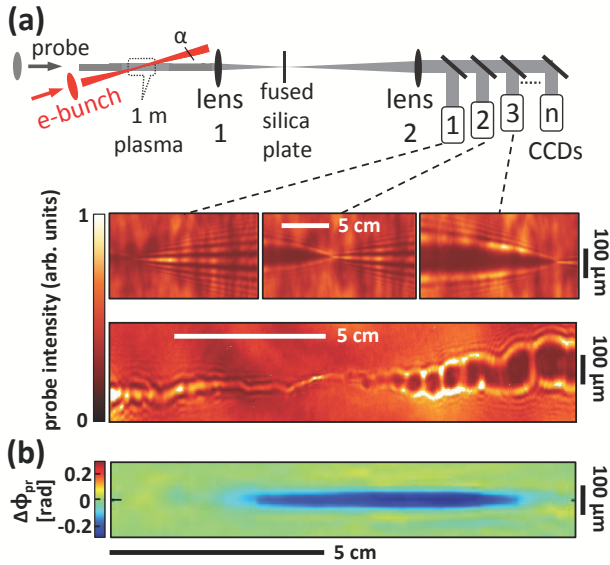 (a)
probe
α
e-bunch
1 m
plasma
lens
1
fused
silica
plate
lens
2
1
2
3
n
CCDs
probe intensity (arb. units)
1
0
5 cm
100 μm
5 cm
100 μm
(b)
Δϕpr
[rad]
0.2
0
-0.2
100 μm
5 cm